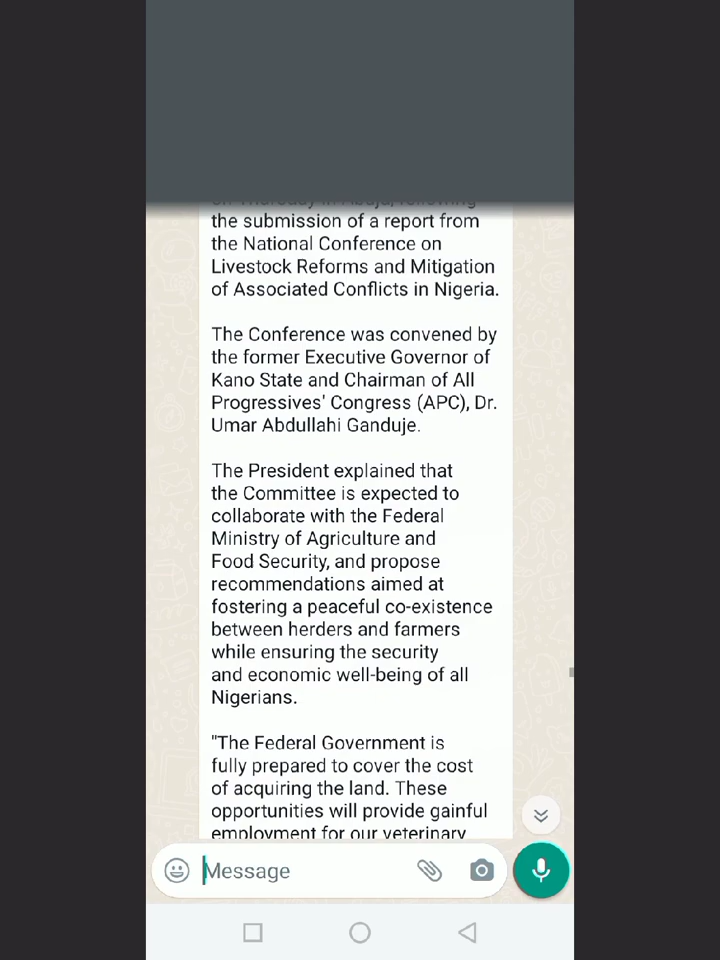 the submission of a report from
the National Conference on
Livestock Reforms and Mitigation
of Associated Conflicts in Nigeria.
The Conference was convened by
the former Executive Governor of
Kano State and Chairman of All
Progressives' Congress (APC), Dr.
Umar Abdullahi Ganduje.
The President explained that
the Committee is expected to
collaborate with the Federal
Ministry of Agriculture and
Food Security, and propose
recommendations aimed at
fostering a peaceful co-existence
between herders and farmers
while ensuring the security
and economic well-being of all
Nigerians.
"The Federal Government is
fully prepared to cover the cost
of acquiring the land. These
opportunities will provide gainful
employment for our veterinary
Message